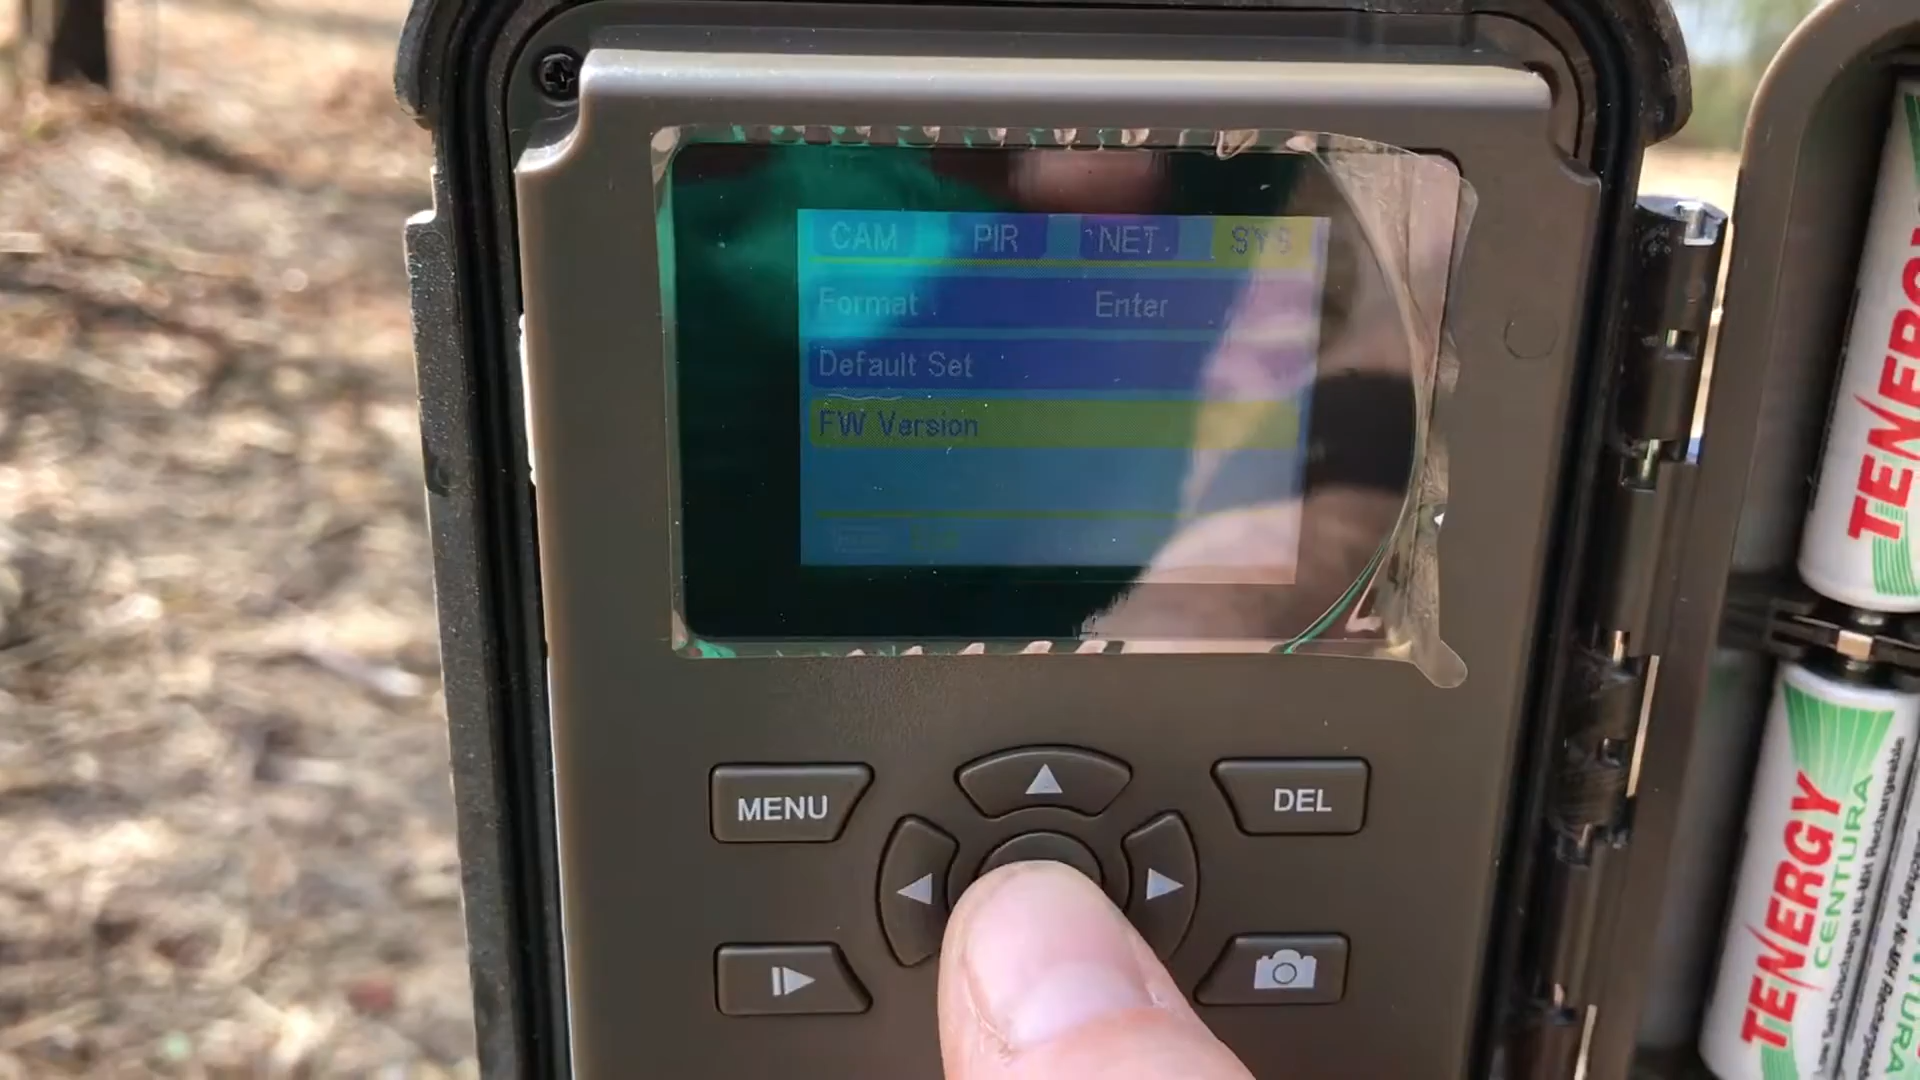 CAM PIR NET SYS
Format Enter
Default Set
FW Version
MENU
DEL
TENERGY
TENERGY
CENTURA